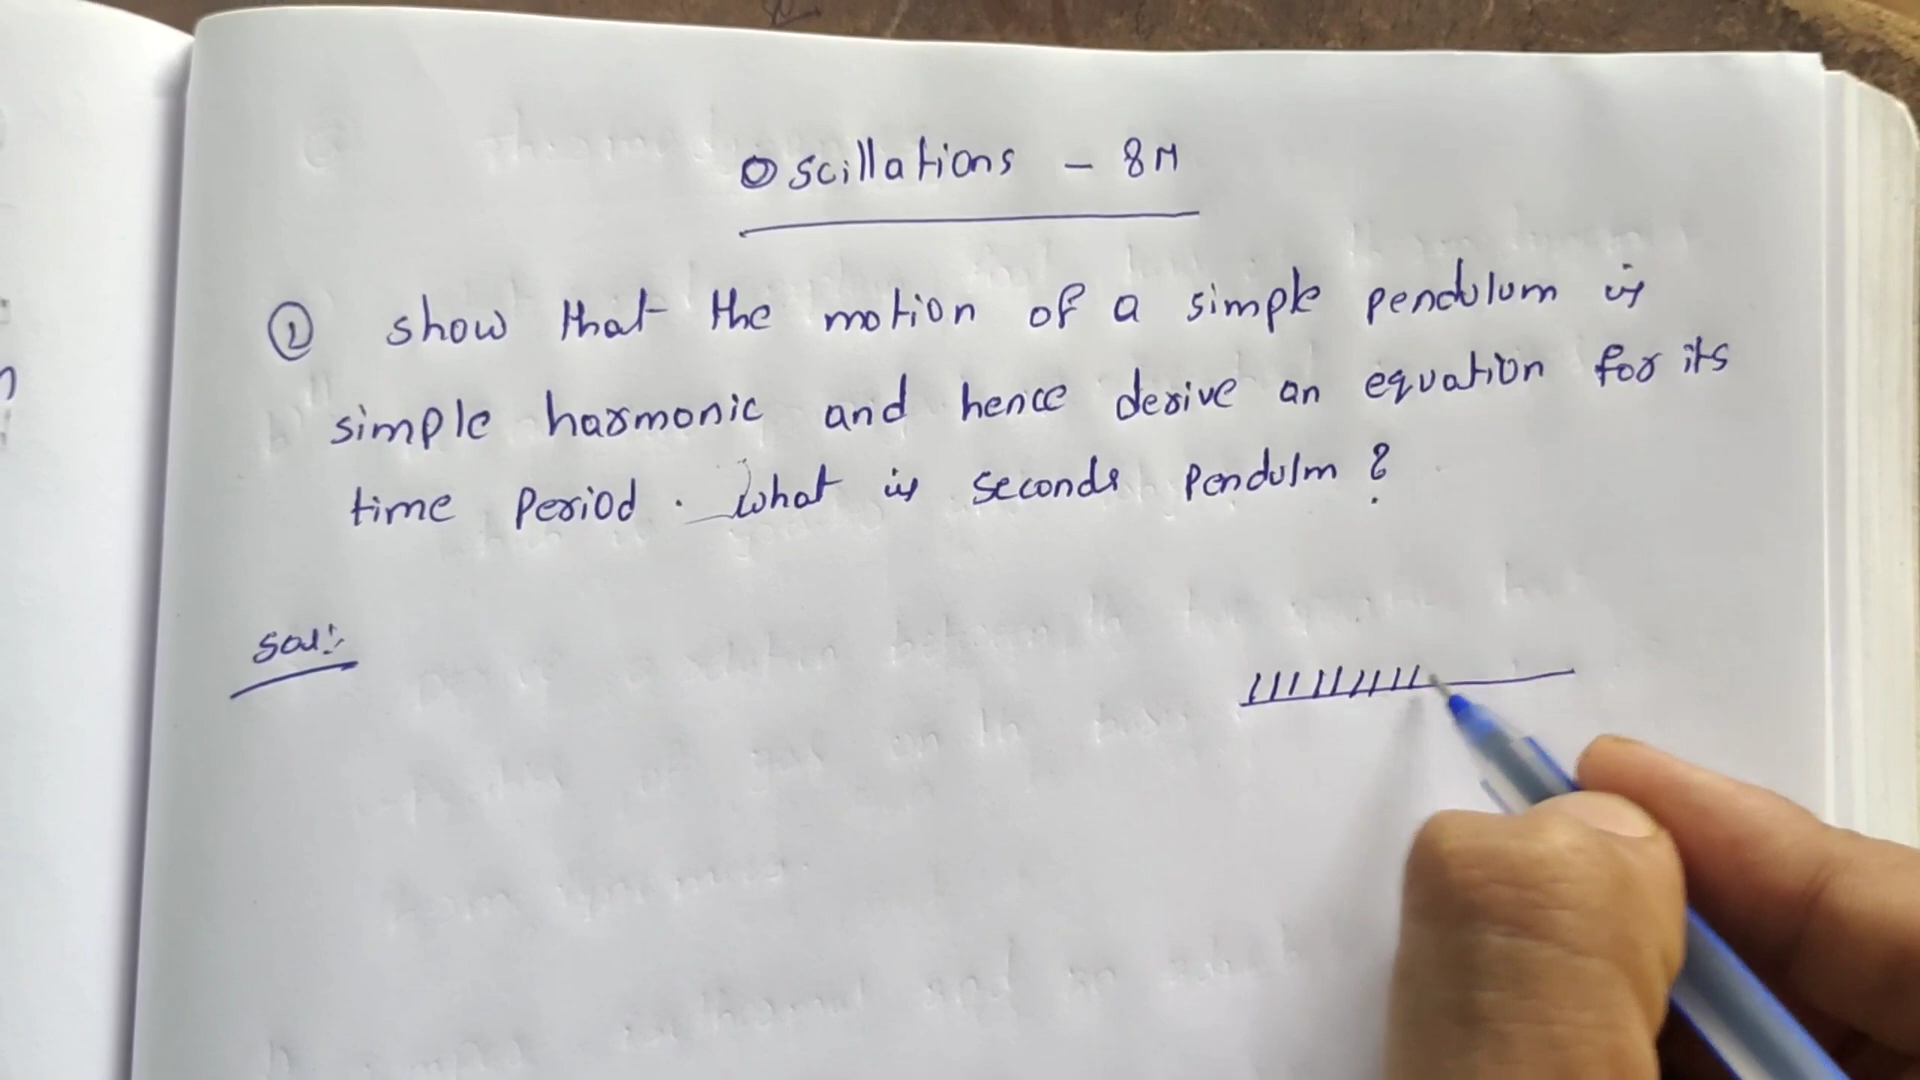 Oscillations - 8M
① show that the motion of a simple pendulum is
simple harmonic and hence derive an equation for its
time Period. What is seconds pendulm?
Sol: